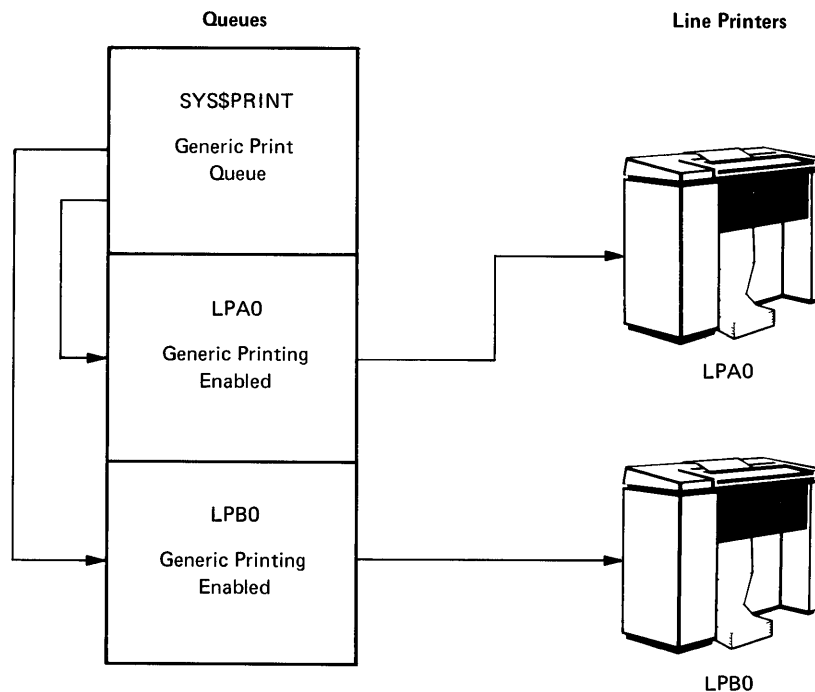 Queues
Line Printers
SYS$PRINT
Generic Print
Queue
LPA0
Generic Printing
Enabled
LPA0
LPB0
Generic Printing
Enabled
LPB0